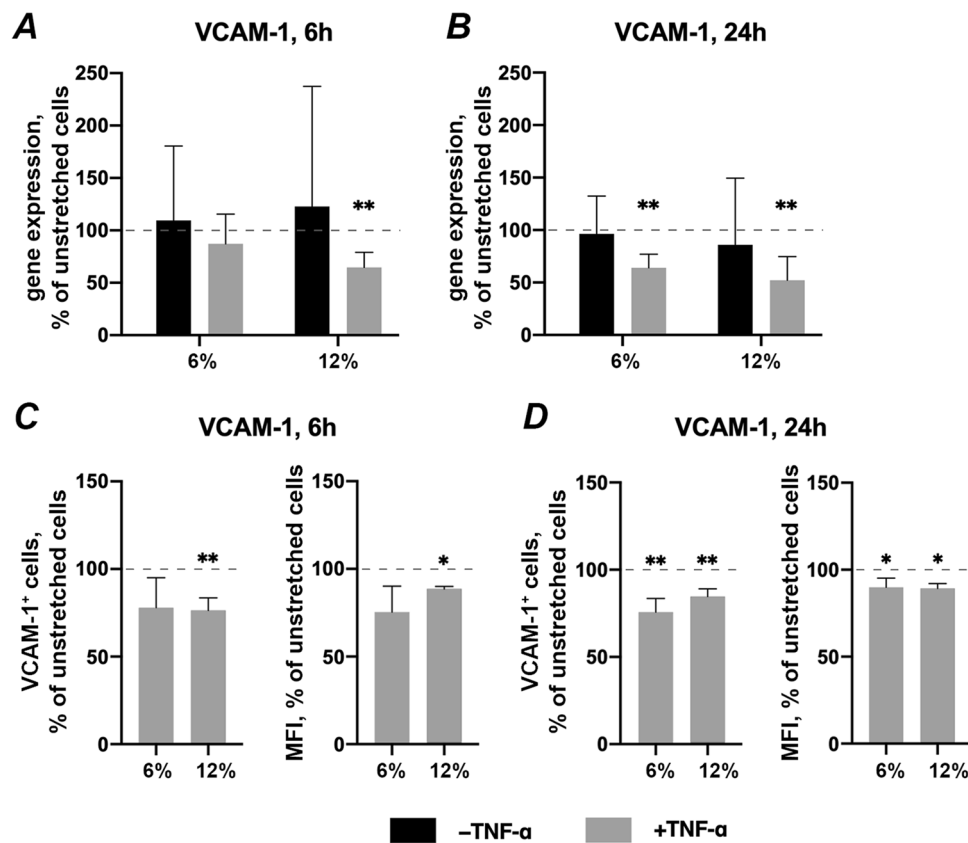 A
VCAM-1, 6h
gene expression,
% of unstretched cells
250
200
150
100
50
0
**
6%
12%
B
VCAM-1, 24h
gene expression,
% of unstretched cells
250
200
150
100
50
0
**
**
6%
12%
C
VCAM-1, 6h
VCAM-1⁺ cells,
% of unstretched cells
150
100
50
0
**
6%
12%
MFI, % of unstretched cells
150
100
50
0
*
6%
12%
D
VCAM-1, 24h
VCAM-1⁺ cells,
% of unstretched cells
150
100
50
0
**
**
6%
12%
MFI, % of unstretched cells
150
100
50
0
*
*
6%
12%
–TNF-α
+TNF-α